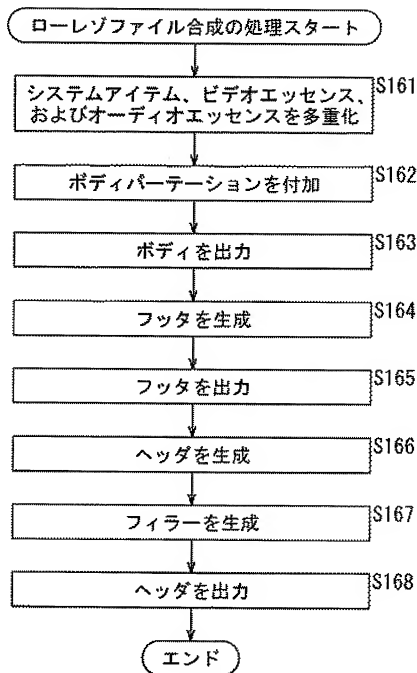 ローレゾファイル合成の処理スタート
S161
システムアイテム、ビデオエッセンス、
およびオーディオエッセンスを多重化
S162
ボディパーテーションを付加
S163
ボディを出力
S164
フッタを生成
S165
フッタを出力
S166
ヘッダを生成
S167
フィラーを生成
S168
ヘッダを出力
エンド